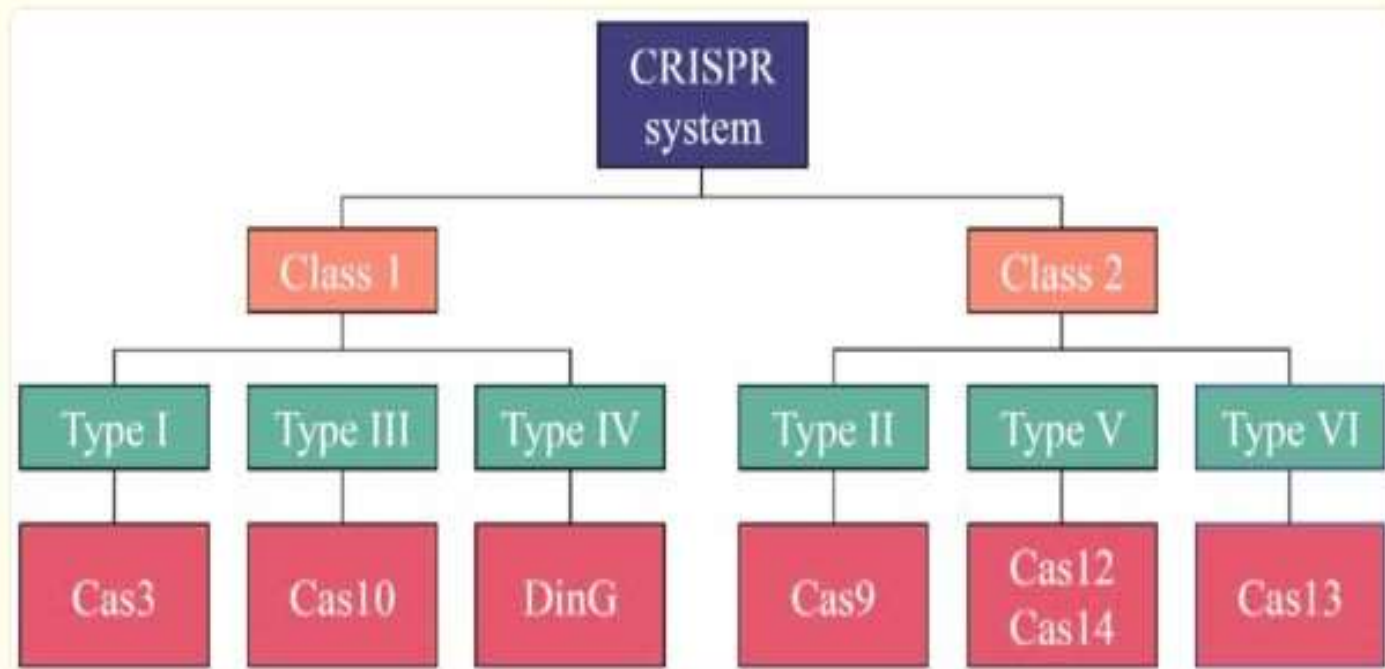 CRISPR
system
Class 1
Class 2
Type I
Type III
Type IV
Type II
Type V
Type VI
Cas3
Cas10
DinG
Cas9
Cas12
Cas14
Cas13